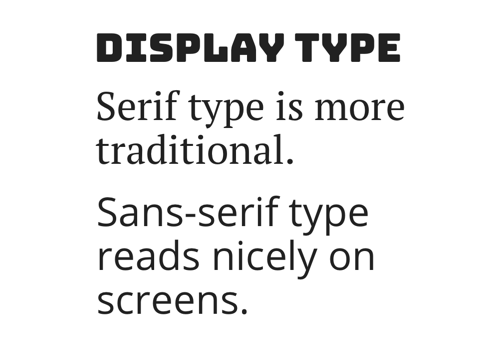 DISPLAY TYPE
Serif type is more
traditional.
Sans-serif type
reads nicely on
screens.